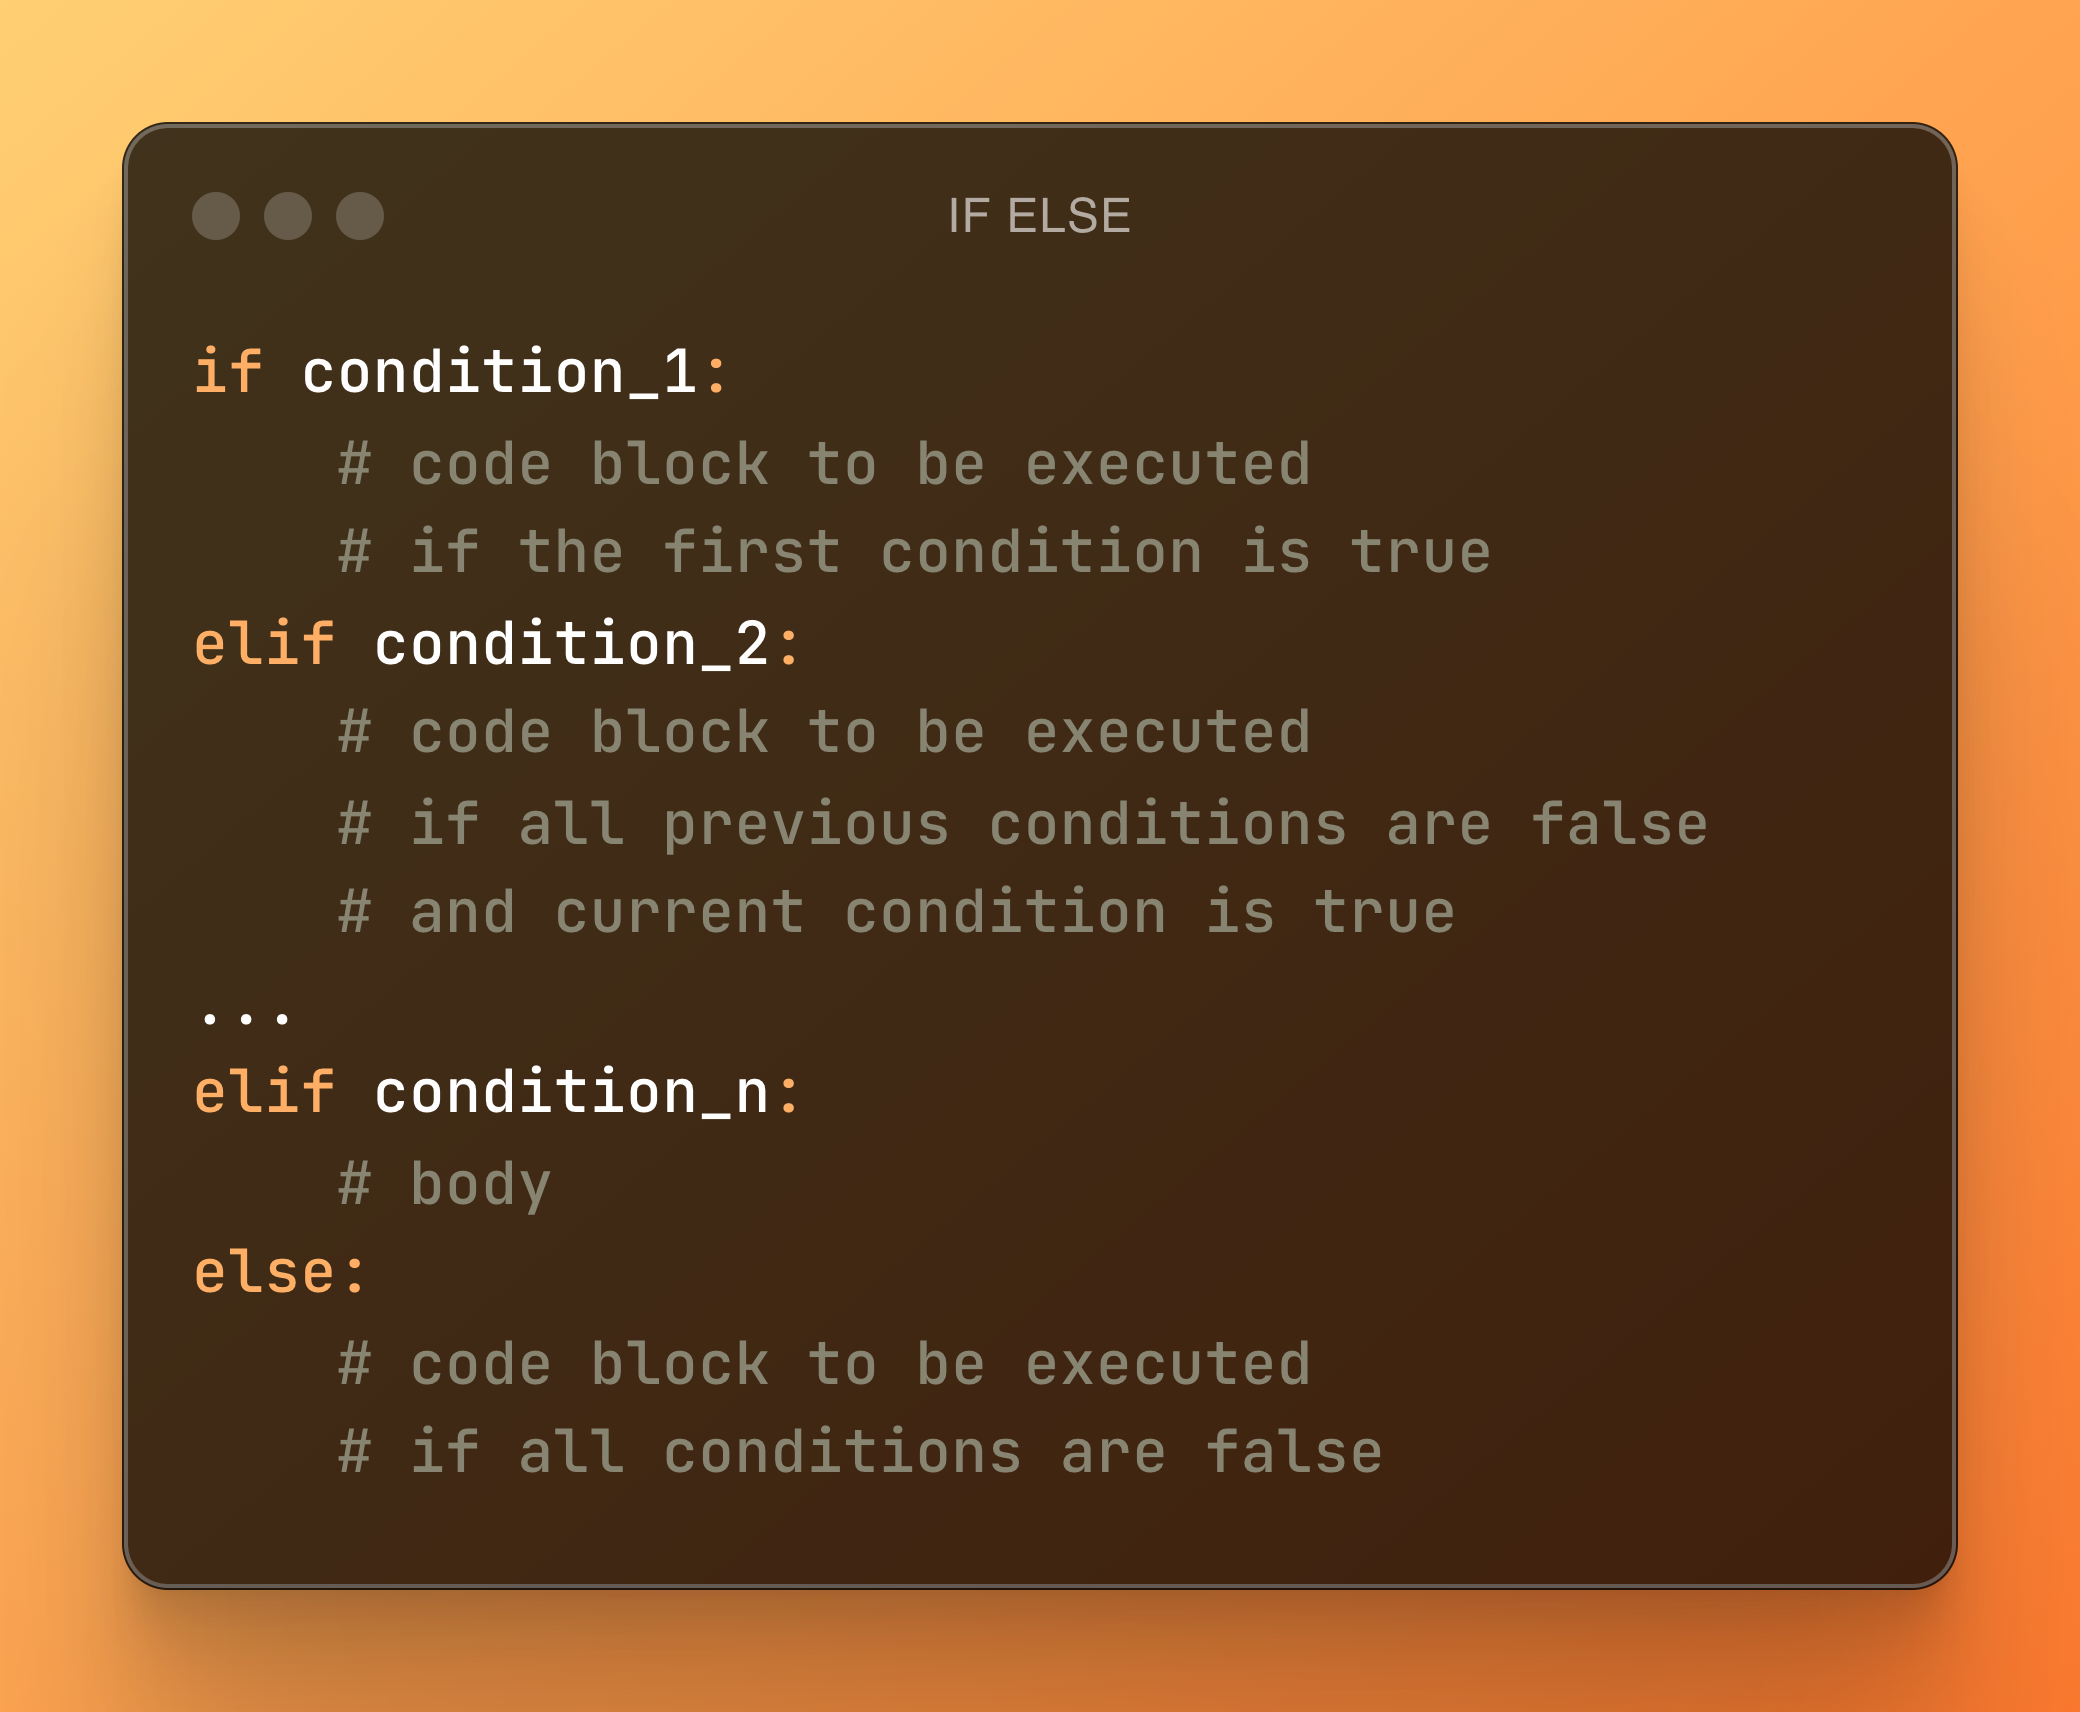 IF ELSE
if condition_1:
    # code block to be executed
    # if the first condition is true
elif condition_2:
    # code block to be executed
    # if all previous conditions are false
    # and current condition is true
...
elif condition_n:
    # body
else:
    # code block to be executed
    # if all conditions are false